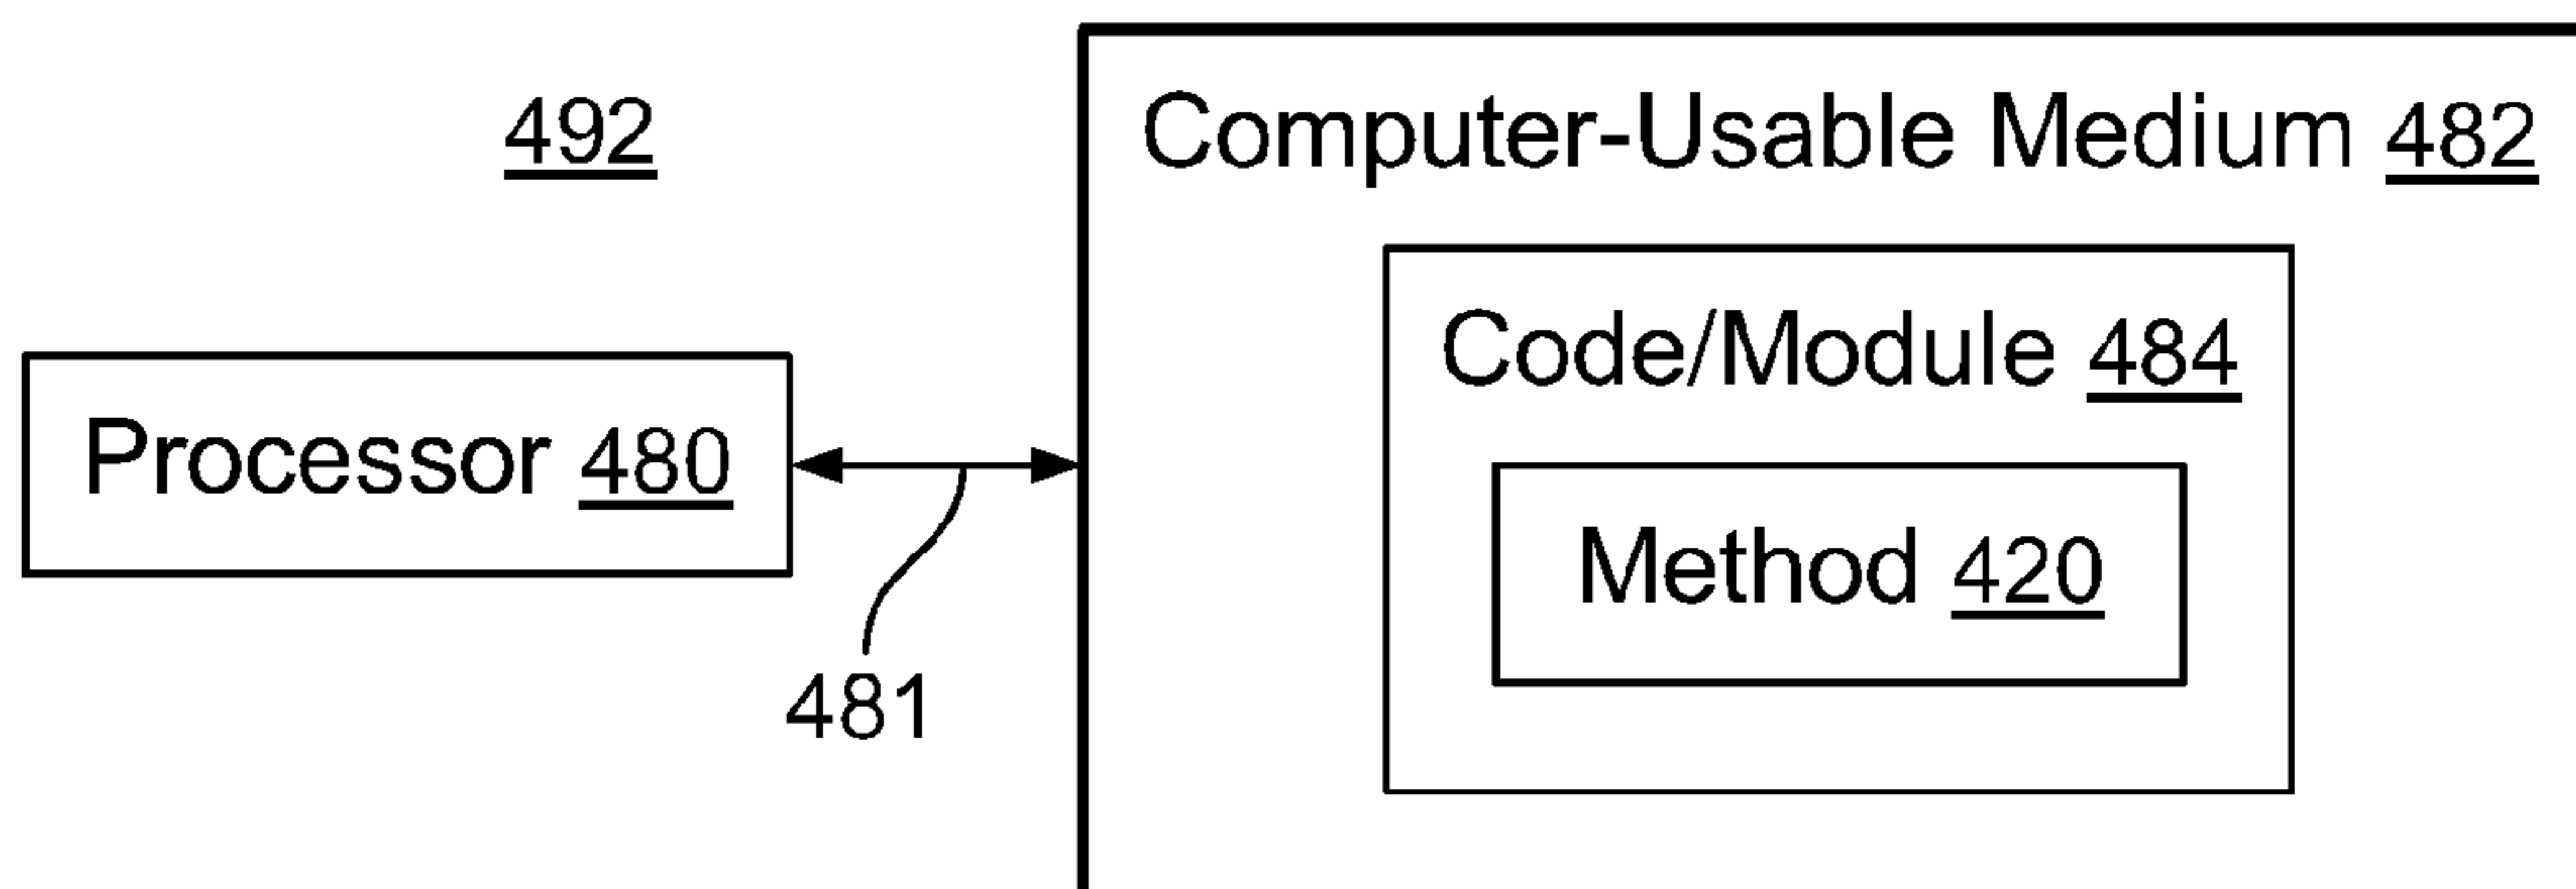 492
Computer-Usable Medium 482
Code/Module 484
Processor 480
Method 420
481